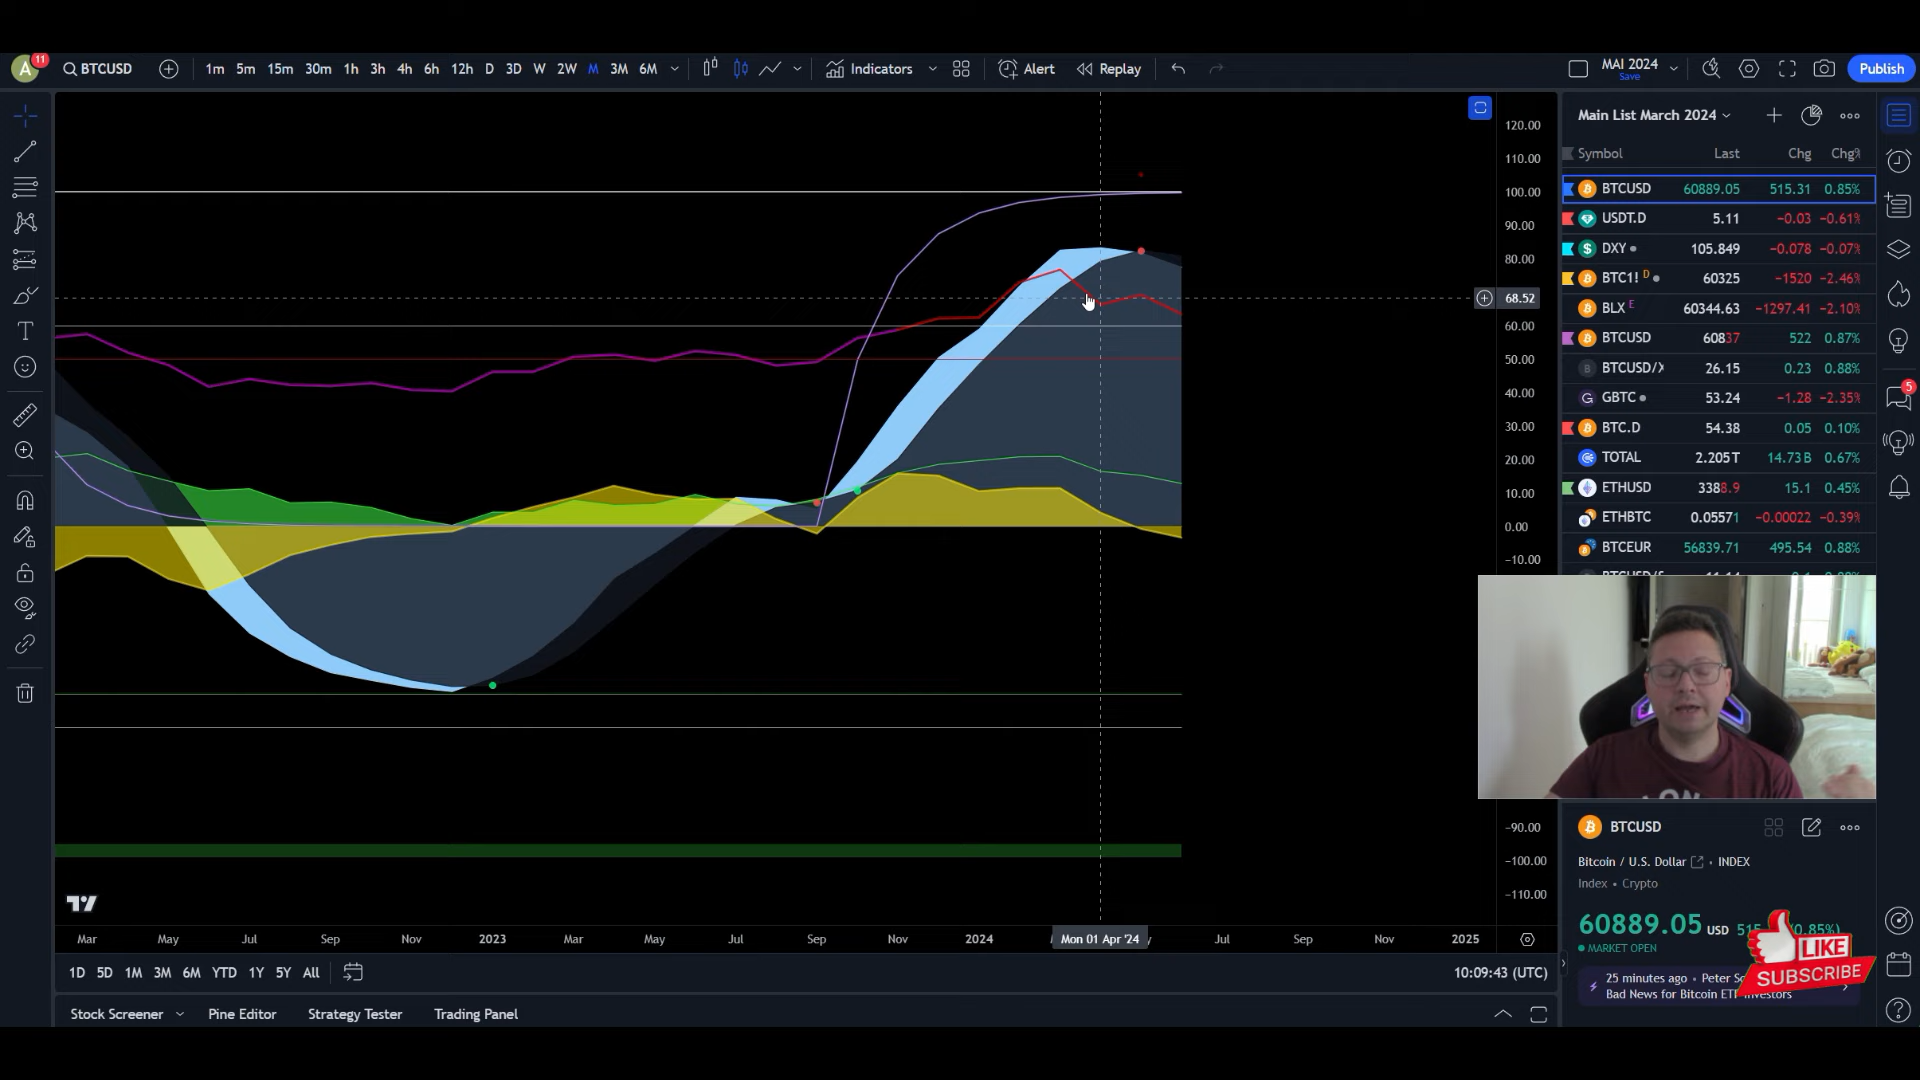 A 11 BTCUSD 1m 5m 15m 30m 1h 3h 4h 6h 12h D 3D W 2W M 3M 6M Indicators Alert Replay MAI 2024 Save Publish
Main List March 2024
Symbol Last Chg Chg%
BTCUSD 60889.05 515.31 0.85%
USDT.D 5.11 −0.03 −0.61%
DXY 105.849 −0.078 −0.07%
BTC1! D 60325 −1520 −2.46%
BLX E 60344.63 −1297.41 −2.10%
BTCUSD 60837 522 0.87%
BTCUSD/X 26.15 0.23 0.88%
GBTC 53.24 −1.28 −2.35%
BTC.D 54.38 0.05 0.10%
TOTAL 2.205T 14.73B 0.67%
ETHUSD 3388.9 15.1 0.45%
ETHBTC 0.05571 −0.00022 −0.39%
BTCEUR 56839.71 495.54 0.88%
120.00
110.00
100.00
90.00
80.00
68.52
60.00
50.00
40.00
30.00
20.00
10.00
0.00
−10.00
−90.00
−100.00
−110.00
5
BTCUSD
Bitcoin / U.S. Dollar • INDEX
Index • Crypto
60889.05 USD (0.85%)
MARKET OPEN
25 minutes ago • Peter
Bad News for Bitcoin ETF Investors
LIKE
SUBSCRIBE
Mar May Jul Sep Nov 2023 Mar May Jul Sep Nov 2024 Mon 01 Apr '24 Jul Sep Nov 2025
1D 5D 1M 3M 6M YTD 1Y 5Y All 10:09:43 (UTC)
Stock Screener Pine Editor Strategy Tester Trading Panel